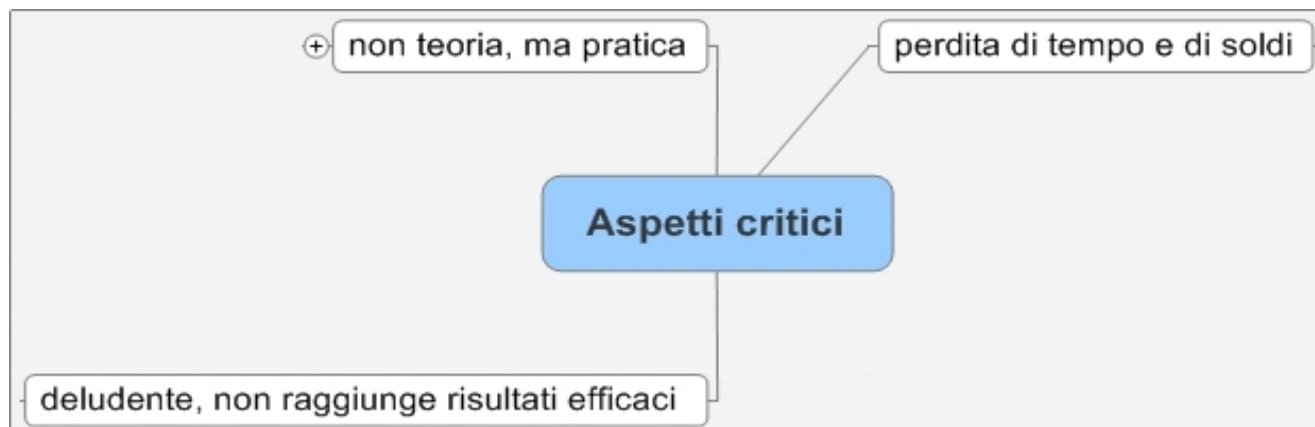 non teoria, ma pratica
perdita di tempo e di soldi
Aspetti critici
deludente, non raggiunge risultati efficaci